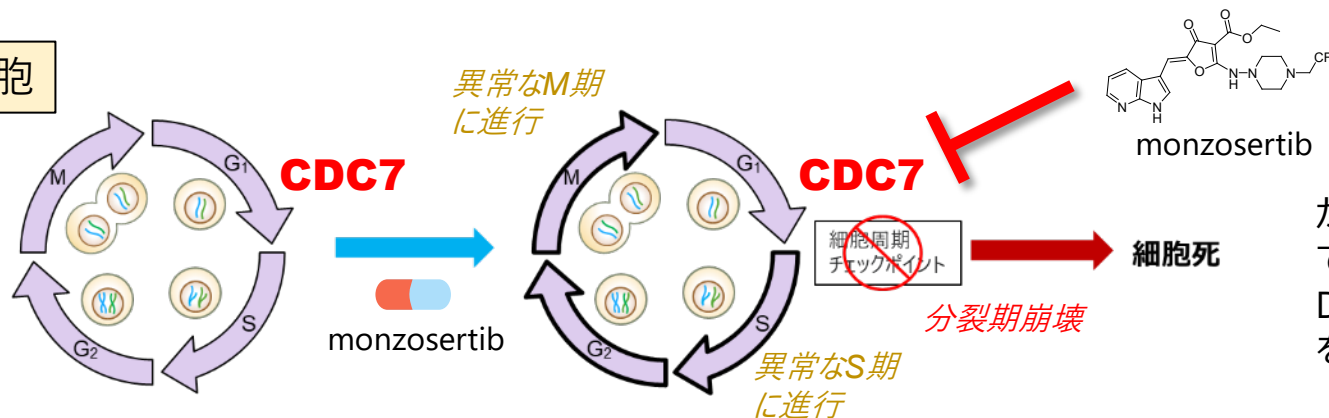 胞
異常なM期
に進行
M
G₁
CDC7
S
G₂
monzosertib
M
G₁
CDC7
細胞周期
チェックポイント
S
G₂
異常なS期
に進行
分裂期崩壊
細胞死
O
O
O
O
N
H
N
N
CF
N
N
H
monzosertib